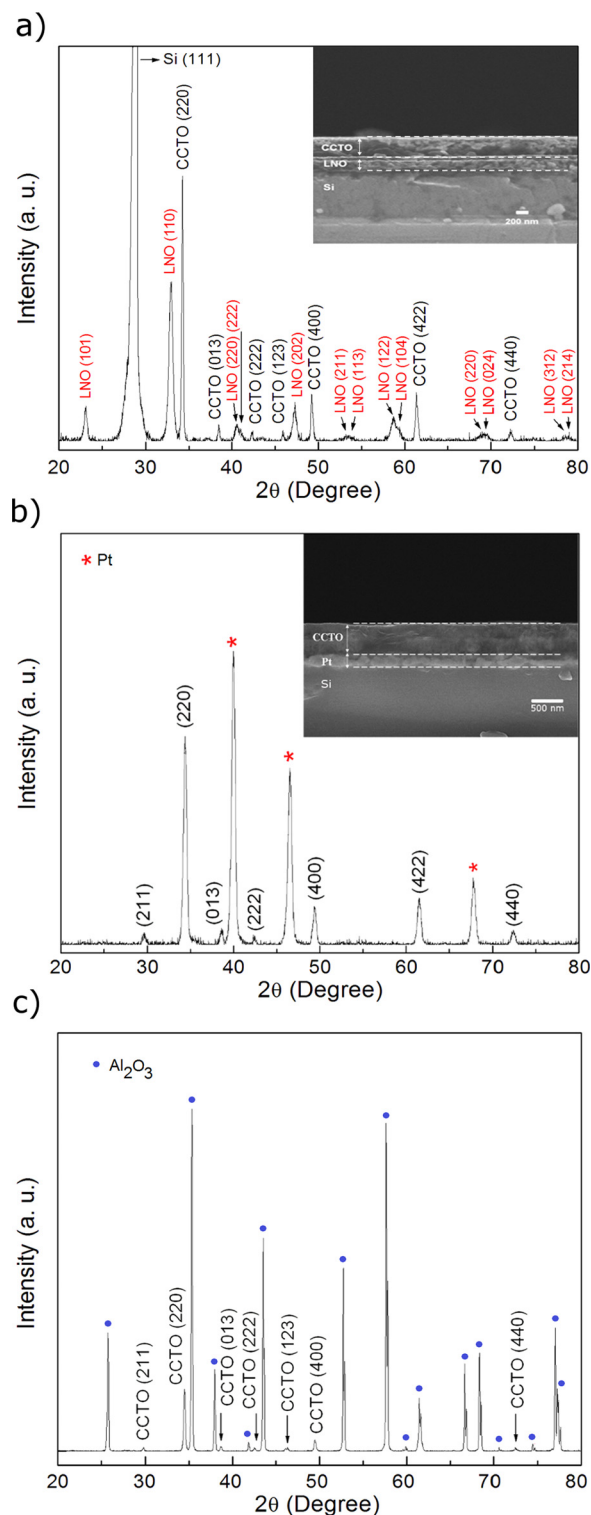 a)
Si (111)
CCTO (220)
LNO (110)
LNO (101)
CCTO (013)
LNO (220) (222)
CCTO (222)
CCTO (123)
LNO (202)
CCTO (400)
LNO (211)
LNO (113)
LNO (122)
LNO (104)
CCTO (422)
LNO (220)
LNO (024)
CCTO (440)
LNO (312)
LNO (214)
CCTO
LNO
Si
200 nm
Intensity (a. u.)
20 30 40 50 60 70 80
2θ (Degree)
b)
* Pt
*
*
*
(220)
(211)
(013)
(222)
(400)
(422)
(440)
CCTO
Pt
Si
500 nm
Intensity (a. u.)
20 30 40 50 60 70 80
2θ (Degree)
c)
Al2O3
CCTO (211)
CCTO (220)
CCTO (013)
CCTO (222)
CCTO (123)
CCTO (400)
CCTO (440)
Intensity (a. u.)
20 30 40 50 60 70 80
2θ (Degree)